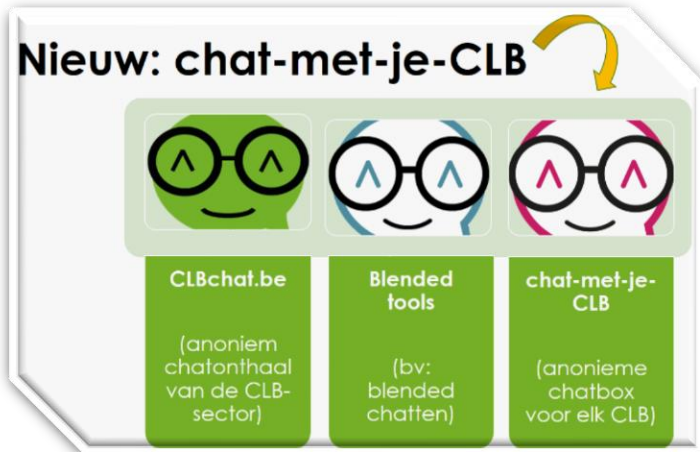 Nieuw: chat-met-je-CLB
CLBchat.be
(anoniem
chatonthaal
van de CLB-
sector)
Blended
tools
(bv:
blended
chatten)
chat-met-je-
CLB
(anonieme
chatbox
voor elk CLB)